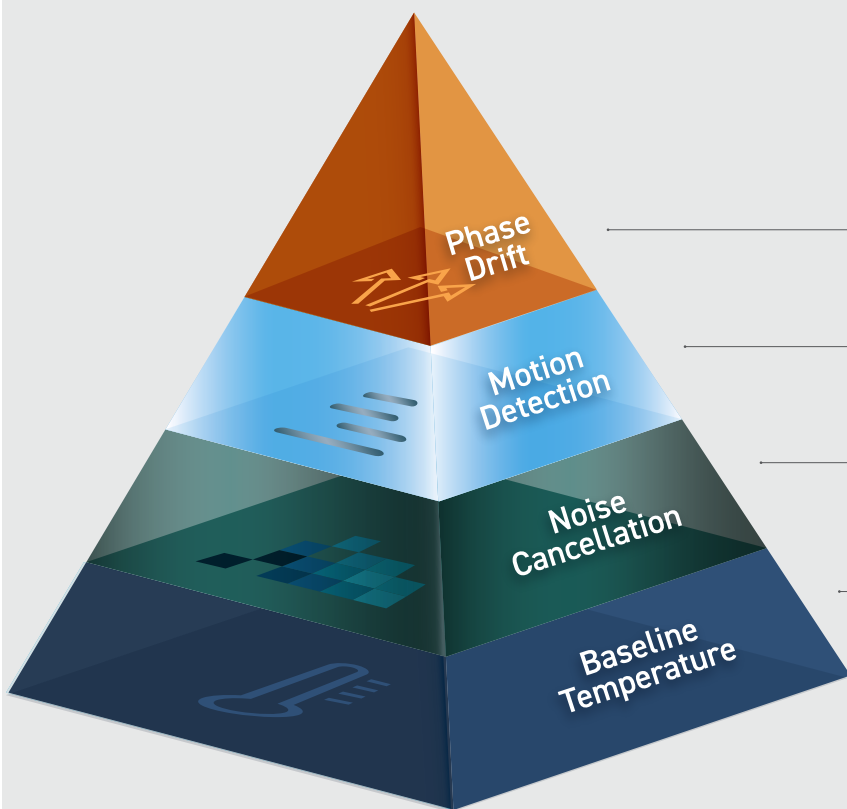 Phase
Drift
Motion
Detection
Noise
Cancellation
Baseline
Temperature